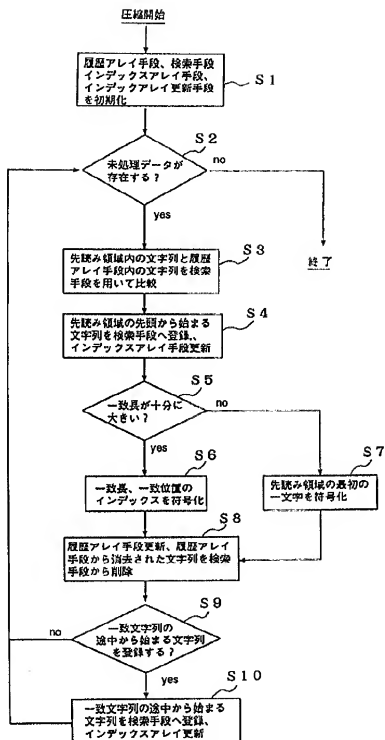 圧縮開始
履歴アレイ手段、検索手段
インデックスアレイ手段、
インデックスアレイ更新手段
を初期化
S1
S2
未処理データが
存在する？
no
yes
終了
S3
先読み領域内の文字列と履歴
アレイ手段内の文字列を検索
手段を用いて比較
S4
先読み領域の先頭から始まる
文字列を検索手段へ登録、
インデックスアレイ手段更新
S5
一致長が十分に
大きい？
no
yes
S6
一致長、一致位置の
インデックスを符号化
S7
先読み領域の最初の
一文字を符号化
S8
履歴アレイ手段更新、履歴アレイ
手段から消去された文字列を検索
手段から削除
S9
一致文字列の
途中から始まる文字列
を登録する？
no
yes
S10
一致文字列の途中から始まる
文字列を検索手段へ登録、
インデックスアレイ更新